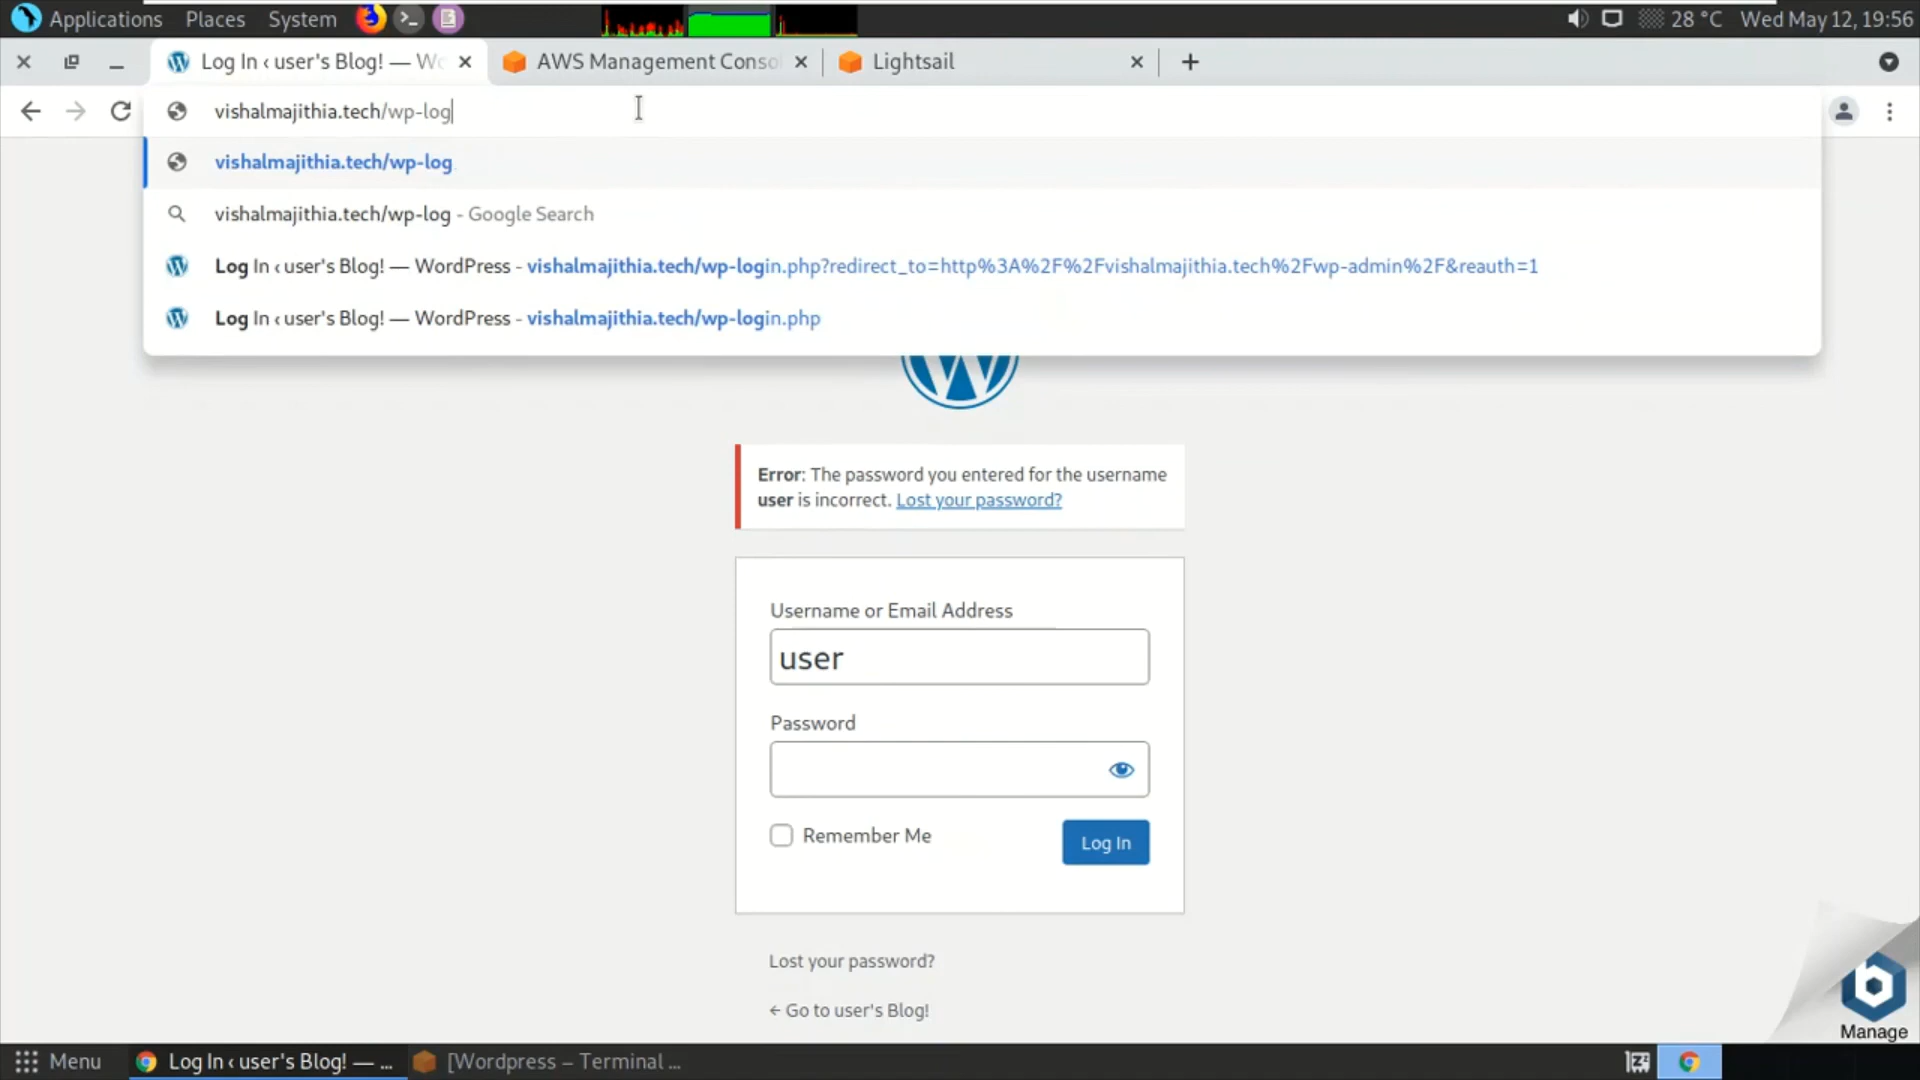 Applications Places System 28 °C Wed May 12, 19:56
Log In ‹ user's Blog! — Wo AWS Management Conso Lightsail
vishalmajithia.tech/wp-log
vishalmajithia.tech/wp-log
vishalmajithia.tech/wp-log - Google Search
Log In ‹ user's Blog! — WordPress - vishalmajithia.tech/wp-login.php?redirect_to=http%3A%2F%2Fvishalmajithia.tech%2Fwp-admin%2F&reauth=1
Log In ‹ user's Blog! — WordPress - vishalmajithia.tech/wp-login.php
Error: The password you entered for the username
user is incorrect. Lost your password?
Username or Email Address
user
Password
Remember Me Log In
Lost your password?
← Go to user's Blog!
Manage
Menu Log In ‹ user's Blog! — ... [Wordpress – Terminal ...